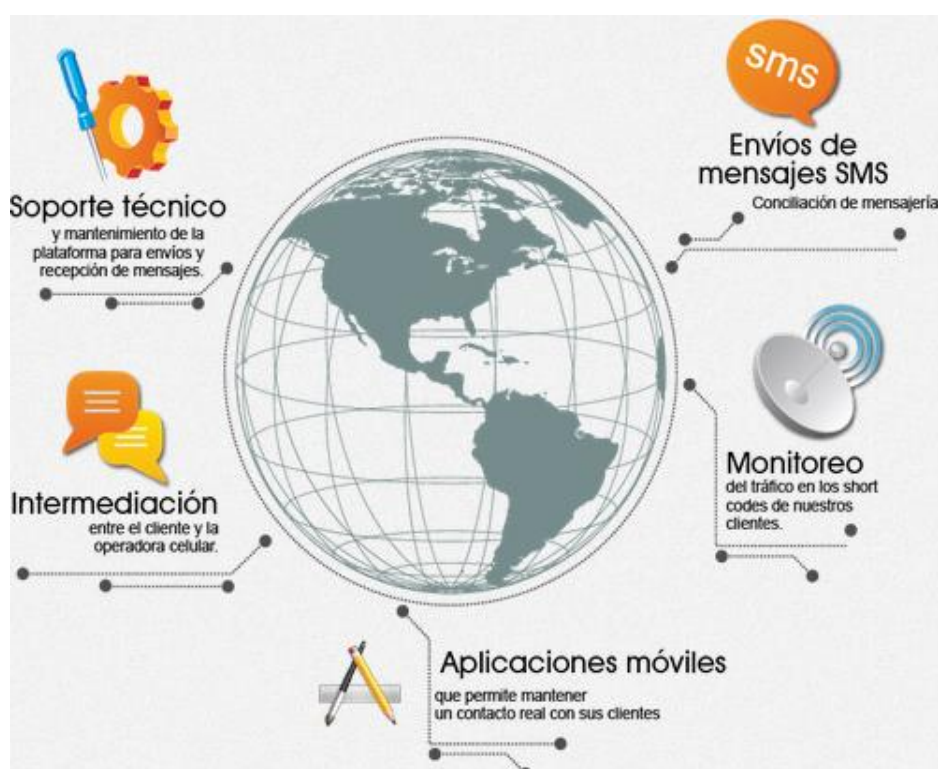 sms
Envíos de
mensajes SMS
Conciliación de mensajería
Soporte técnico
y mantenimiento de la
plataforma para envíos y
recepción de mensajes.
Monitoreo
del tráfico en los short
codes de nuestros
clientes.
Intermediación
entre el cliente y la
operadora celular.
Aplicaciones móviles
que permite mantener
un contacto real con sus clientes